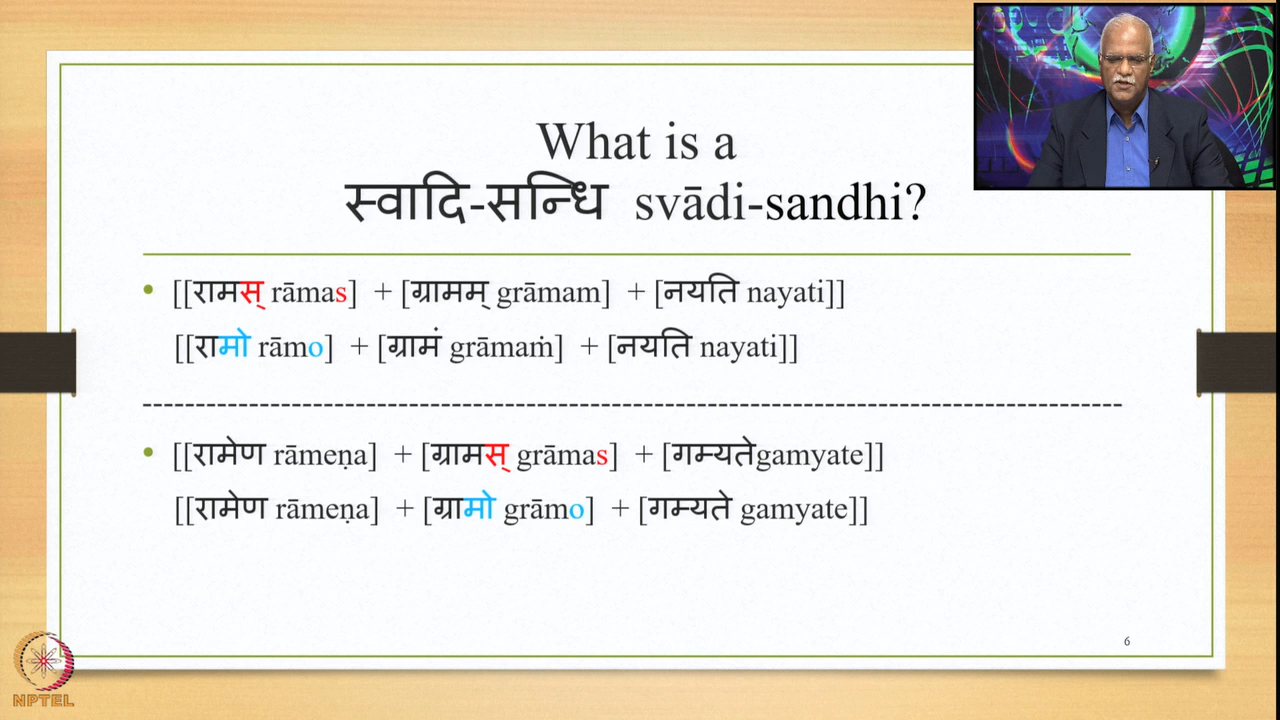 What is a
स्वादि-सन्धि svādi-sandhi?
• [[रामस् rāmas] + [ग्रामम् grāmam] + [नयति nayati]]
[[रामो rāmo] + [ग्रामं grāmaṁ] + [नयति nayati]]
--------------------------------------------------------------------------------------------
• [[रामेण rāmeṇa] + [ग्रामस् grāmas] + [गम्यतेgamyate]]
[[रामेण rāmeṇa] + [ग्रामो grāmo] + [गम्यते gamyate]]
6
NPTEL